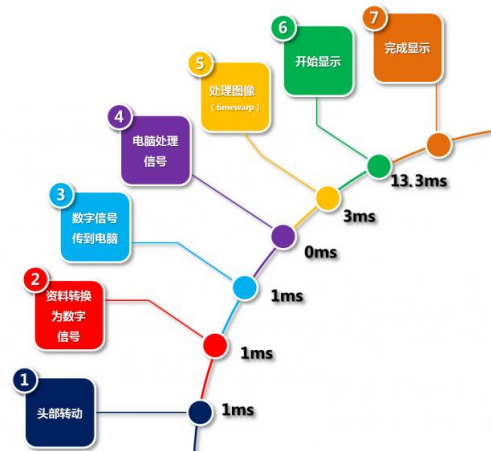 7
完成显示
6
开始显示
5
处理图像
(timewarp)
13.3ms
4
电脑处理
信号
3ms
3
数字信号
传到电脑
0ms
2
资料转换
为数字
信号
1ms
1ms
1
头部转动
1ms